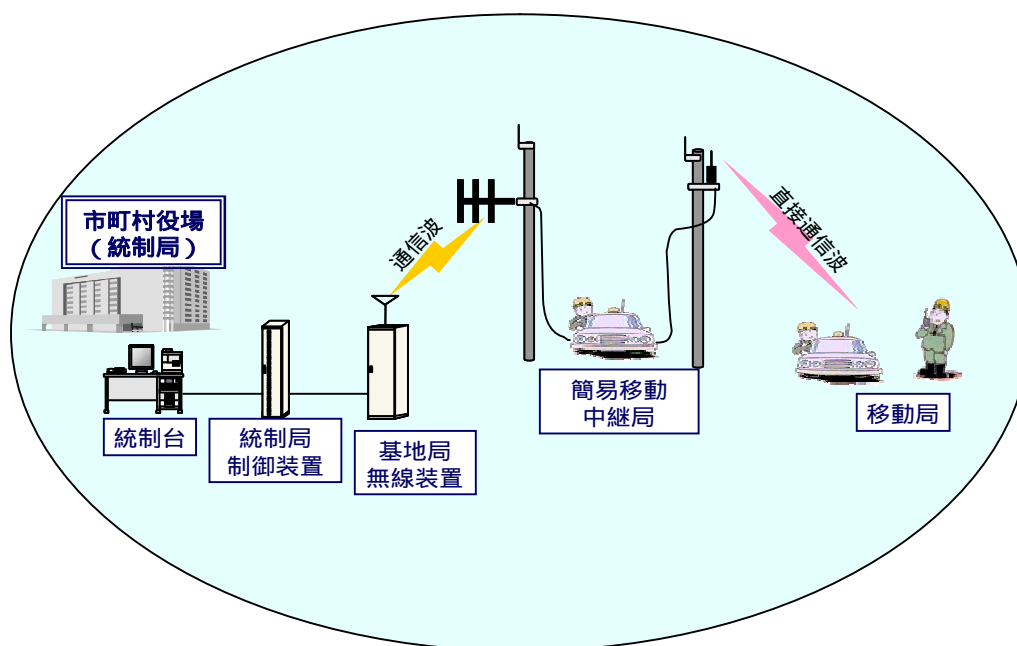 市町村役場
（統制局）
通信波
直接通信波
簡易移動
中継局
移動局
統制台
統制局
制御装置
基地局
無線装置